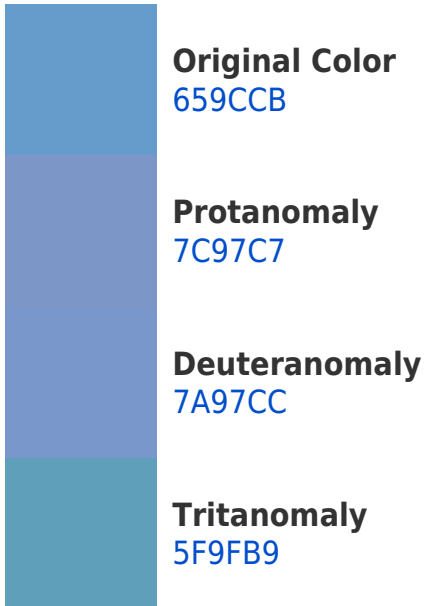 Original Color
659CCB
Protanomaly
7C97C7
Deuteranomaly
7A97CC
Tritanomaly
5F9FB9